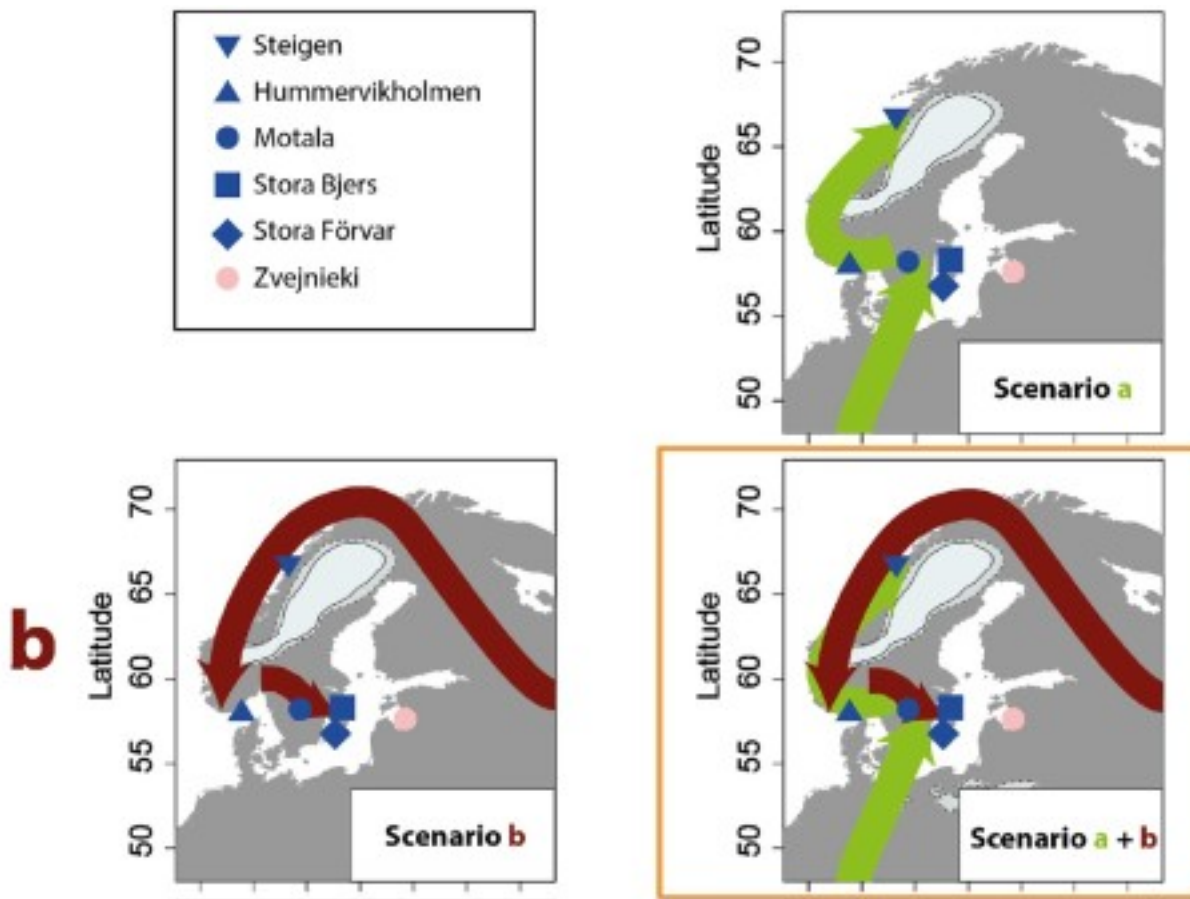 Steigen
Hummervikholmen
Motala
Stora Bjers
Stora Förvar
Zvejnieki
Latitude
70
65
60
55
50
Scenario a
b
Latitude
70
65
60
55
50
Scenario b
Latitude
70
65
60
55
50
Scenario a + b